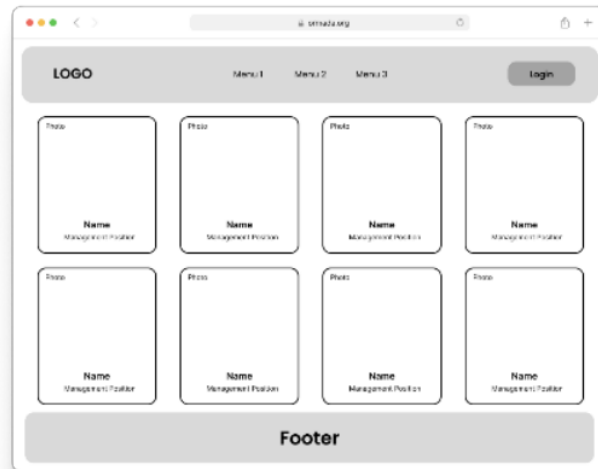 ormada.org
LOGO Menu 1 Menu 2 Menu 3 Login
Photo Photo Photo Photo
Name Name Name Name
Management Position Management Position Management Position Management Position
Photo Photo Photo Photo
Name Name Name Name
Management Position Management Position Management Position Management Position
Footer